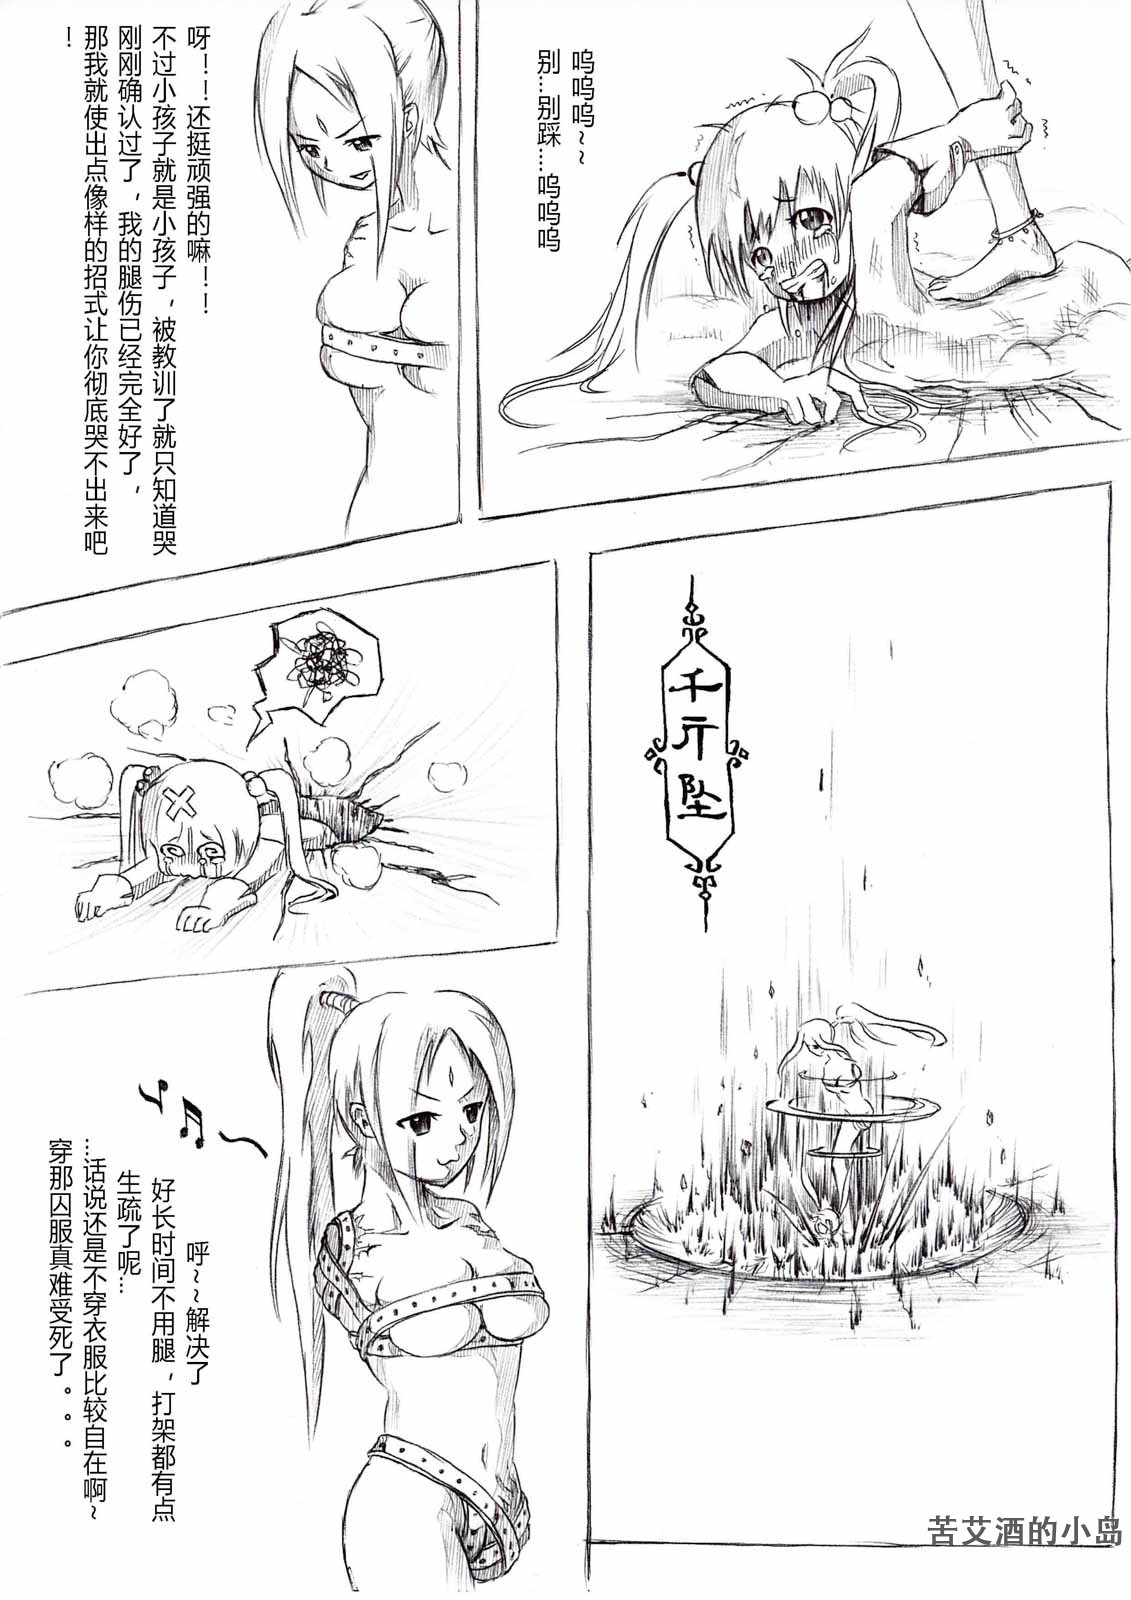 呜呜呜~~
别...别踩....呜呜呜
呀！！还挺顽强的嘛！！
不过小孩子就是小孩子，被教训了就只知道哭
刚刚确认过了，我的腿伤已经完全好了，
那我就使出点像样的招式让你彻底哭不出来吧
！
千斤坠
呼~~解决了
好长时间不用腿，打架都有点
生疏了呢...
...话说还是不穿衣服比较自在啊~
穿那囚服真难受死了。。。
苦艾酒的小岛